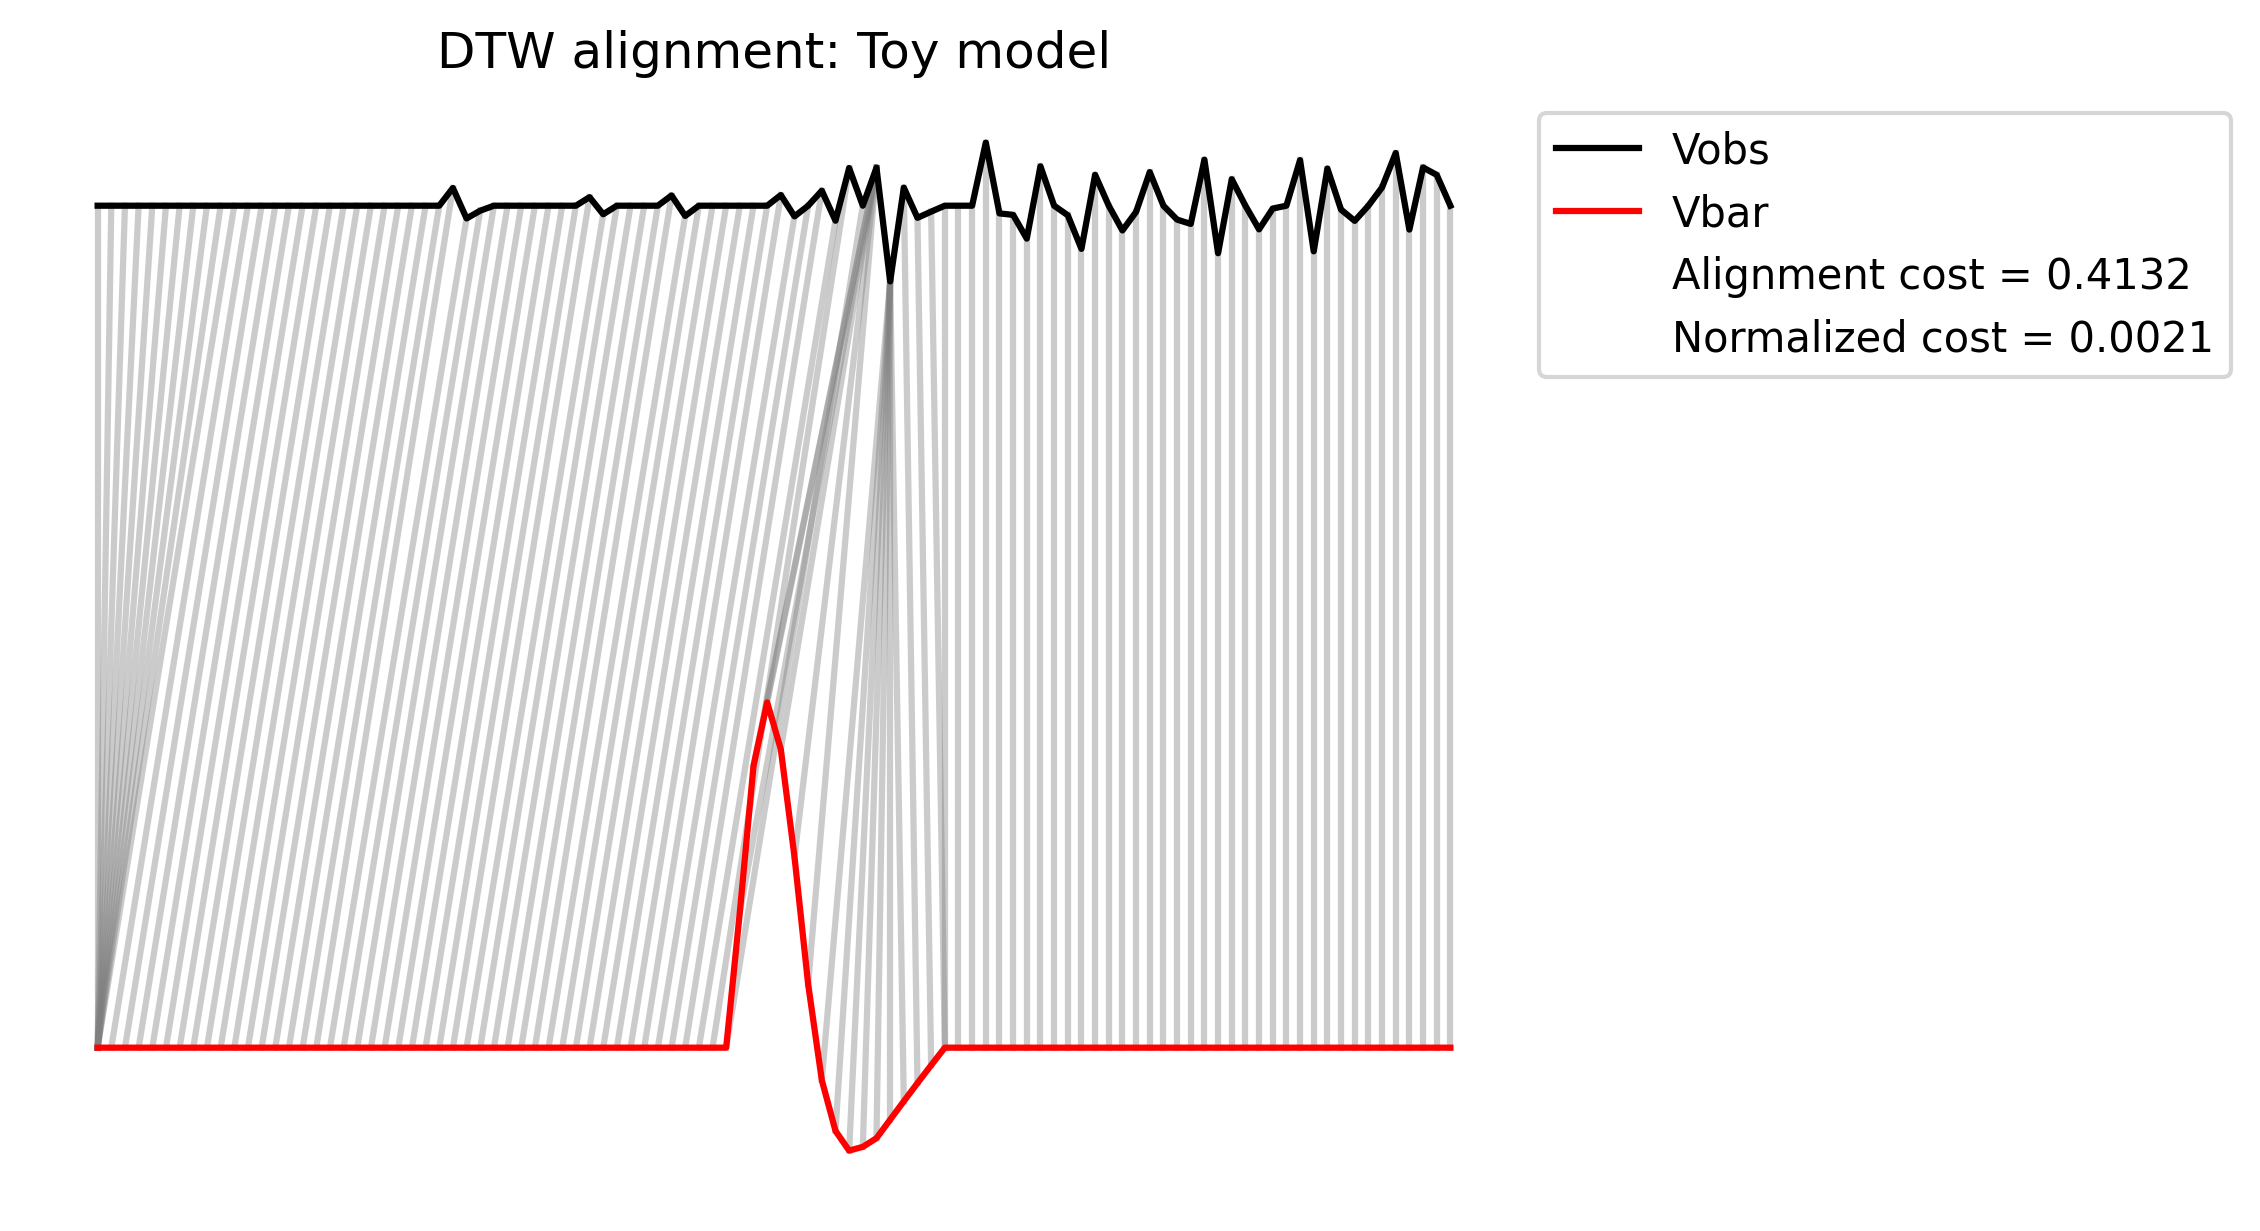 DTW alignment: Toy model
Vobs
Vbar
Alignment cost = 0.4132
Normalized cost = 0.0021